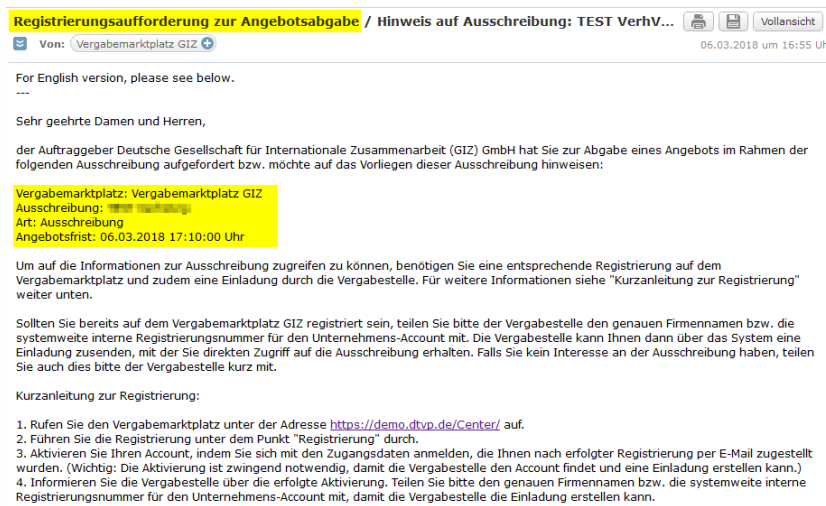 Registrierungsaufforderung zur Angebotsabgabe / Hinweis auf Ausschreibung: TEST VerhV...
Vollansicht
Von: Vergabemarktplatz GIZ
06.03.2018 um 16:55 Uh
For English version, please see below.
---
Sehr geehrte Damen und Herren,
der Auftraggeber Deutsche Gesellschaft für Internationale Zusammenarbeit (GIZ) GmbH hat Sie zur Abgabe eines Angebots im Rahmen der
folgenden Ausschreibung aufgefordert bzw. möchte auf das Vorliegen dieser Ausschreibung hinweisen:
Vergabemarktplatz: Vergabemarktplatz GIZ
Ausschreibung:
Art: Ausschreibung
Angebotsfrist: 06.03.2018 17:10:00 Uhr
Um auf die Informationen zur Ausschreibung zugreifen zu können, benötigen Sie eine entsprechende Registrierung auf dem
Vergabemarktplatz und zudem eine Einladung durch die Vergabestelle. Für weitere Informationen siehe "Kurzanleitung zur Registrierung"
weiter unten.
Sollten Sie bereits auf dem Vergabemarktplatz GIZ registriert sein, teilen Sie bitte der Vergabestelle den genauen Firmennamen bzw. die
systemweite interne Registrierungsnummer für den Unternehmens-Account mit. Die Vergabestelle kann Ihnen dann über das System eine
Einladung zusenden, mit der Sie direkten Zugriff auf die Ausschreibung erhalten. Falls Sie kein Interesse an der Ausschreibung haben, teilen
Sie auch dies bitte der Vergabestelle kurz mit.
Kurzanleitung zur Registrierung:
1. Rufen Sie den Vergabemarktplatz unter der Adresse https://demo.dtvp.de/Center/ auf.
2. Führen Sie die Registrierung unter dem Punkt "Registrierung" durch.
3. Aktivieren Sie Ihren Account, indem Sie sich mit den Zugangsdaten anmelden, die Ihnen nach erfolgter Registrierung per E-Mail zugestellt
wurden. (Wichtig: Die Aktivierung ist zwingend notwendig, damit die Vergabestelle den Account findet und eine Einladung erstellen kann.)
4. Informieren Sie die Vergabestelle über die erfolgte Aktivierung. Teilen Sie bitte den genauen Firmennamen bzw. die systemweite interne
Registrierungsnummer für den Unternehmens-Account mit, damit die Vergabestelle die Einladung erstellen kann.